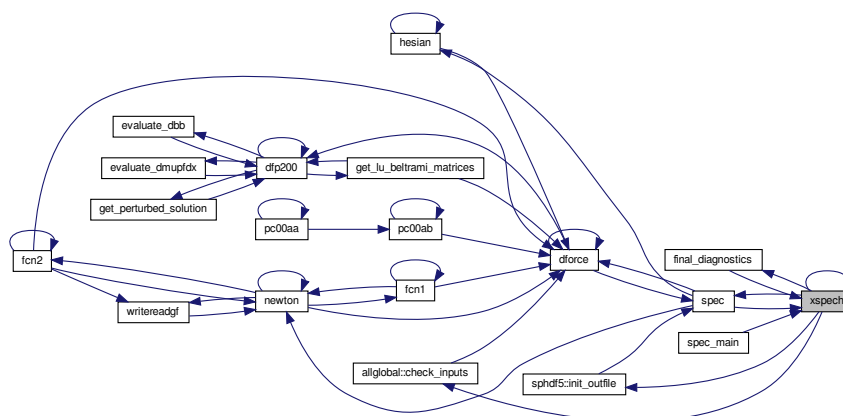 hesian
evaluate_dbb
evaluate_dmupfdx
dfp200
get_lu_beltrami_matrices
get_perturbed_solution
pc00aa
pc00ab
fcn2
dforce
final_diagnostics
newton
fcn1
spec
xspech
writereadgf
spec_main
allglobal::check_inputs
sphdf5::init_outfile